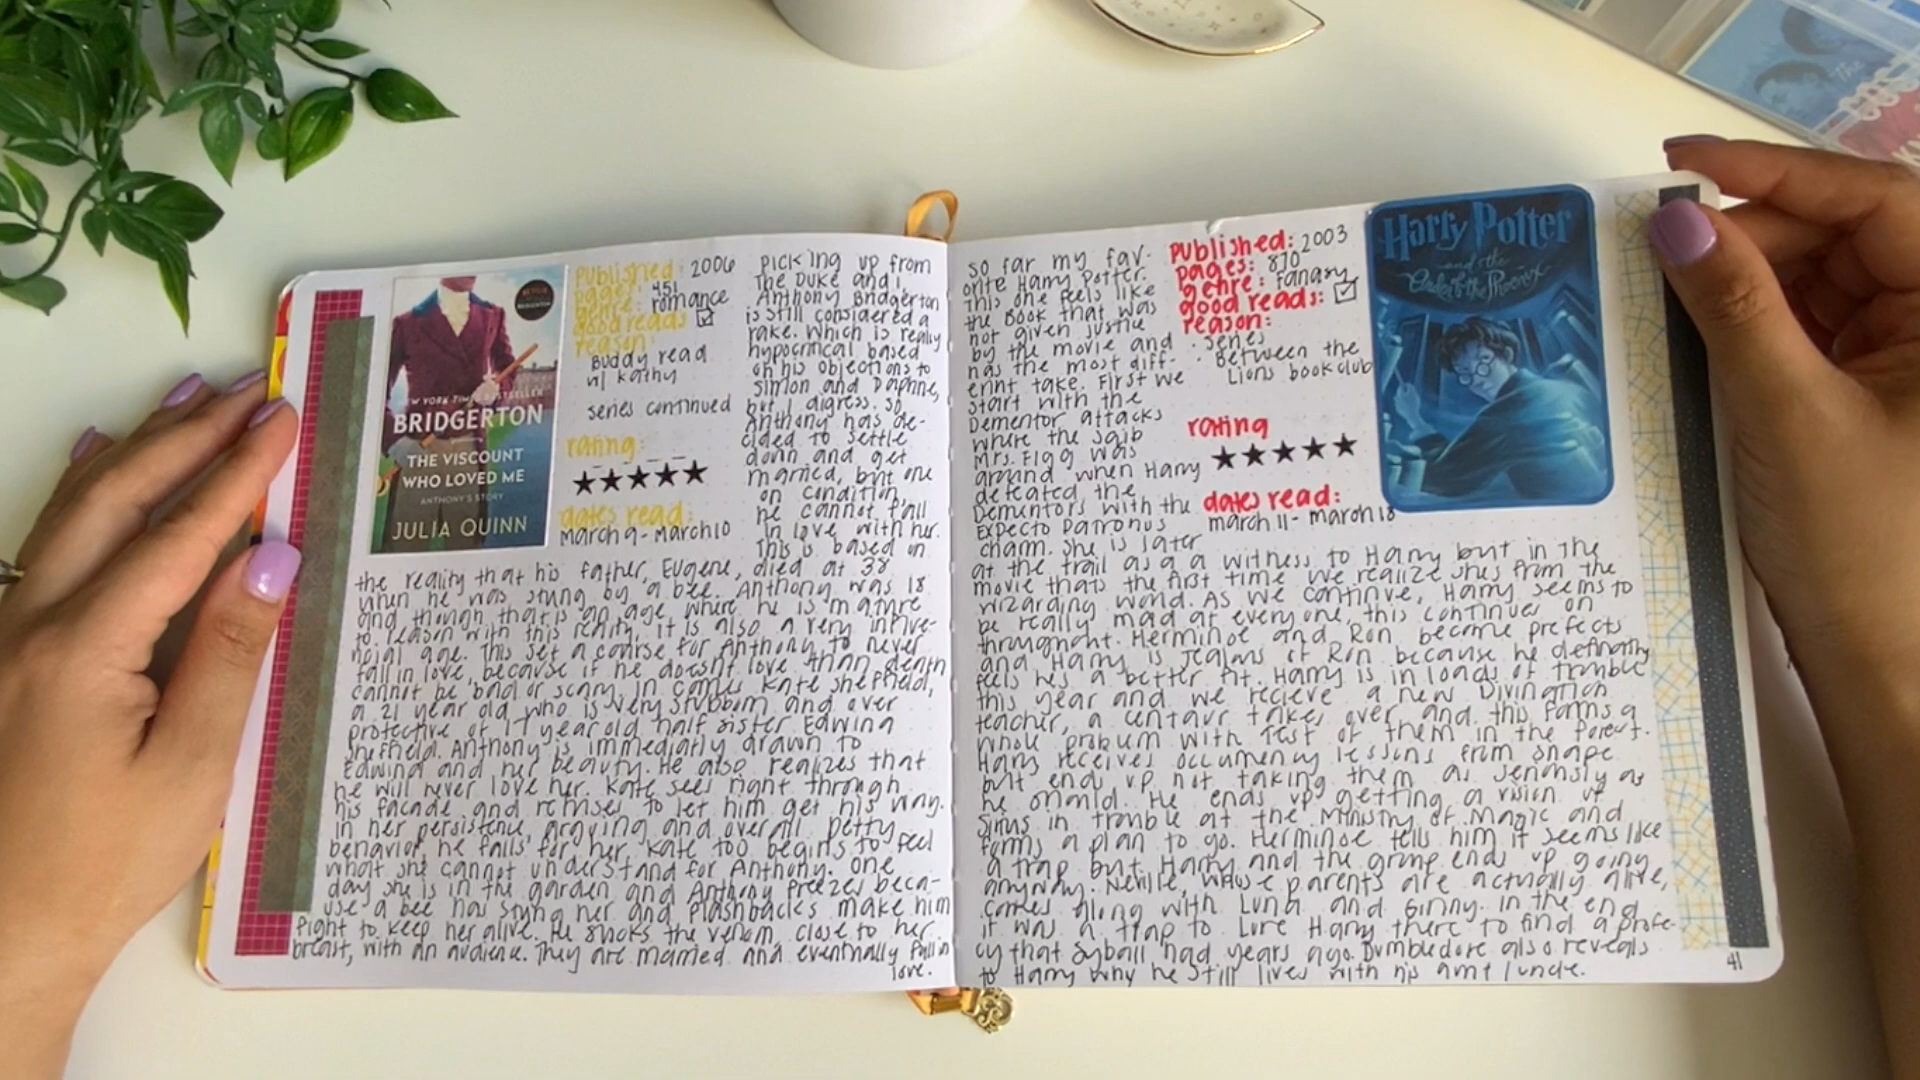 NEW YORK TIMES BESTSELLER
BRIDGERTON
THE VISCOUNT
WHO LOVED ME
ANTHONY'S STORY
JULIA QUINN
published: 2006
pages: 451
genre: romance
good reads
reason:
Buddy read
w/ kathy
series continued
rating:
★★★★★
dates read:
march 9 - march 10
picking up from
The Duke and I,
Anthony Bridgerton
is still considered a
rake. Which is really
hypocritical based
on his objections to
Simon and Daphne,
but I digress. So
Anthony has de-
cided to settle
down and get
married, but one
on condition,
he cannot fall
in love with her.
This is based on
the reality that his father, Eugene, died at 38
when he was stung by a bee. Anthony was 18
and though that is an age where he is mature
to reason with this reality, it is also a very
age. This set a course for Anthony to never
fall in love, because if he doesn't love than death
cannot be bad or scary. In comes Kate Sheffield,
a 21 year old who is very stubborn and over
protective of 17 year old half sister Edwina
Sheffield. Anthony is immediatly drawn to
Edwina and her beauty. He also realizes that
he will never love her. Kate sees right through
his facade and refuses to let him get his way.
In her persistence, argving and overall petty
behavior he falls for her. Kate too begins to feel
what she cannot understand for Anthony. One
day she is in the garden and Anthony freezes beca-
use a bee has stung her and flashbacks make him
fight to keep her alive. He sucks the venom close to her
breast, with an audience. They are married and eventually fall in
love.
so far my fav-
orite Harry Potter.
This one feels like
the book that was
not given justice
by the movie and
has the most diff-
erint take. First we
start with the
Dementor attacks
where the
Mrs. Figg was
around when Harry
defeated the
Dementors with the
Expecto Patronus
charm. She is later
at the trail as a witness to Harry but in the
movie thats the first time we realize shes from the
wizarding world. As we continue, Harry seems to
be really mad at everyone, this continues on
throughout. Herminoe and Ron become prefects
and Harry is jealous of Ron because he definatly
feels he's a better fit. Harry is in loads of trouble
this year and we recieve a new Divination
teacher, a centaur takes over and this forms a
whole problem with rest of them in the forest.
Harry receives occumency lessons from snape
but ends up not taking them as seriously as
he should. He ends up getting a vision of
Sirius in trouble at the Ministry of Magic and
forms a plan to go. Herminoe tells him it seems like
a trap but Harry and the group ends up going
anyway. Neville, whose parents are actually alive,
comes along with Luna and Ginny. In the end
it was a trap to lure Harry there to find a profe-
cy that Syball had years ago. Dumbledore also reveals
to Harry why he still lives with his aunt/uncle.
published: 2003
pages: 870
genre: fantasy
good reads:
reason:
· series
· Between the
Lions bookclub
rating
★★★★★
dates read:
march 11 - march 18
Harry Potter
and the
Order of the Phoenix
41
The